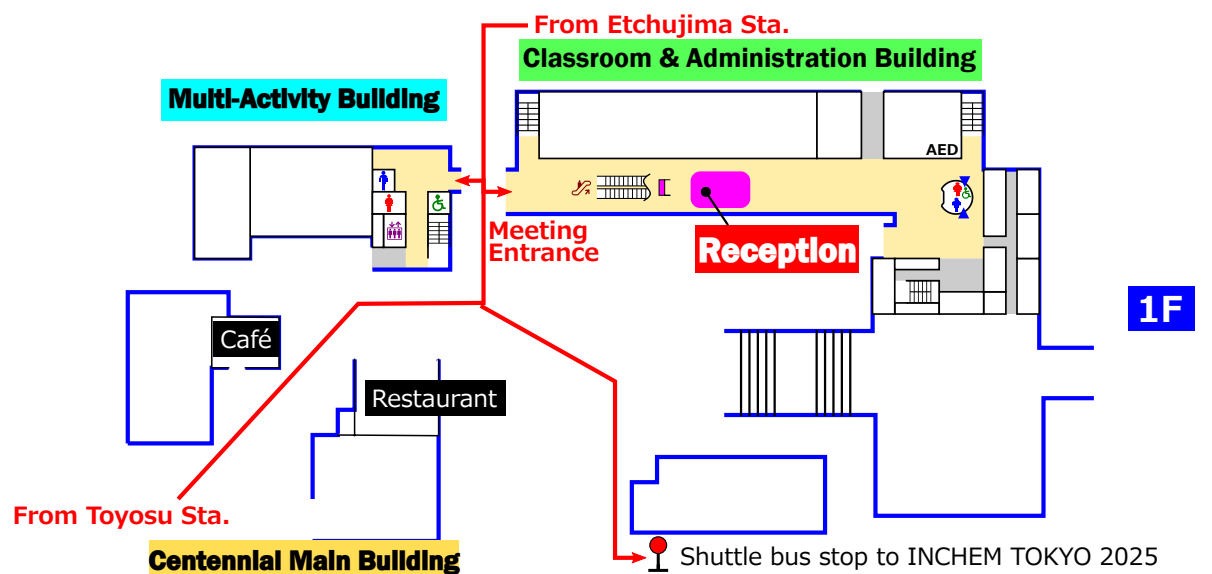 From Etchujima Sta.
Classroom & Administration Building
Multi-Activity Building
AED
Meeting
Entrance
Reception
1F
Café
Restaurant
From Toyosu Sta.
Centennial Main Building
Shuttle bus stop to INCHEM TOKYO 2025